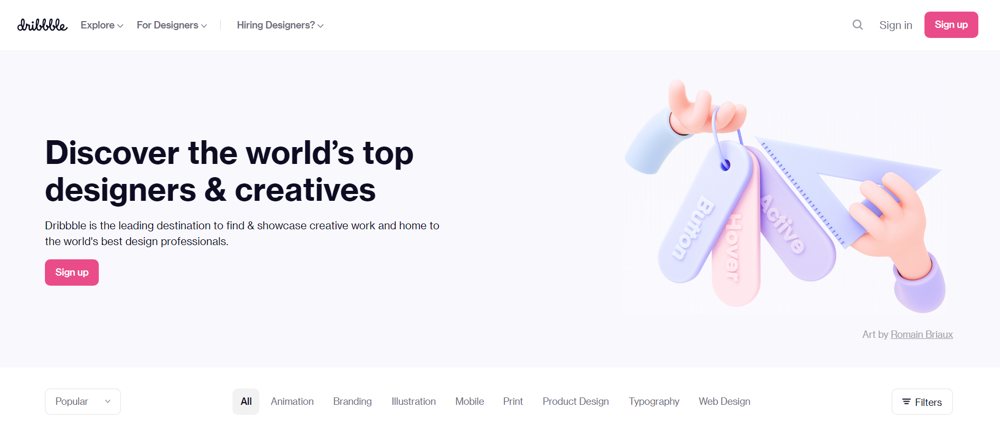 dribbble Explore For Designers Hiring Designers? Sign in Sign up
Discover the world’s top
designers & creatives
Dribbble is the leading destination to find & showcase creative work and home to
the world's best design professionals.
Sign up
Button
Hover
Active
Art by Romain Briaux
Popular All Animation Branding Illustration Mobile Print Product Design Typography Web Design Filters